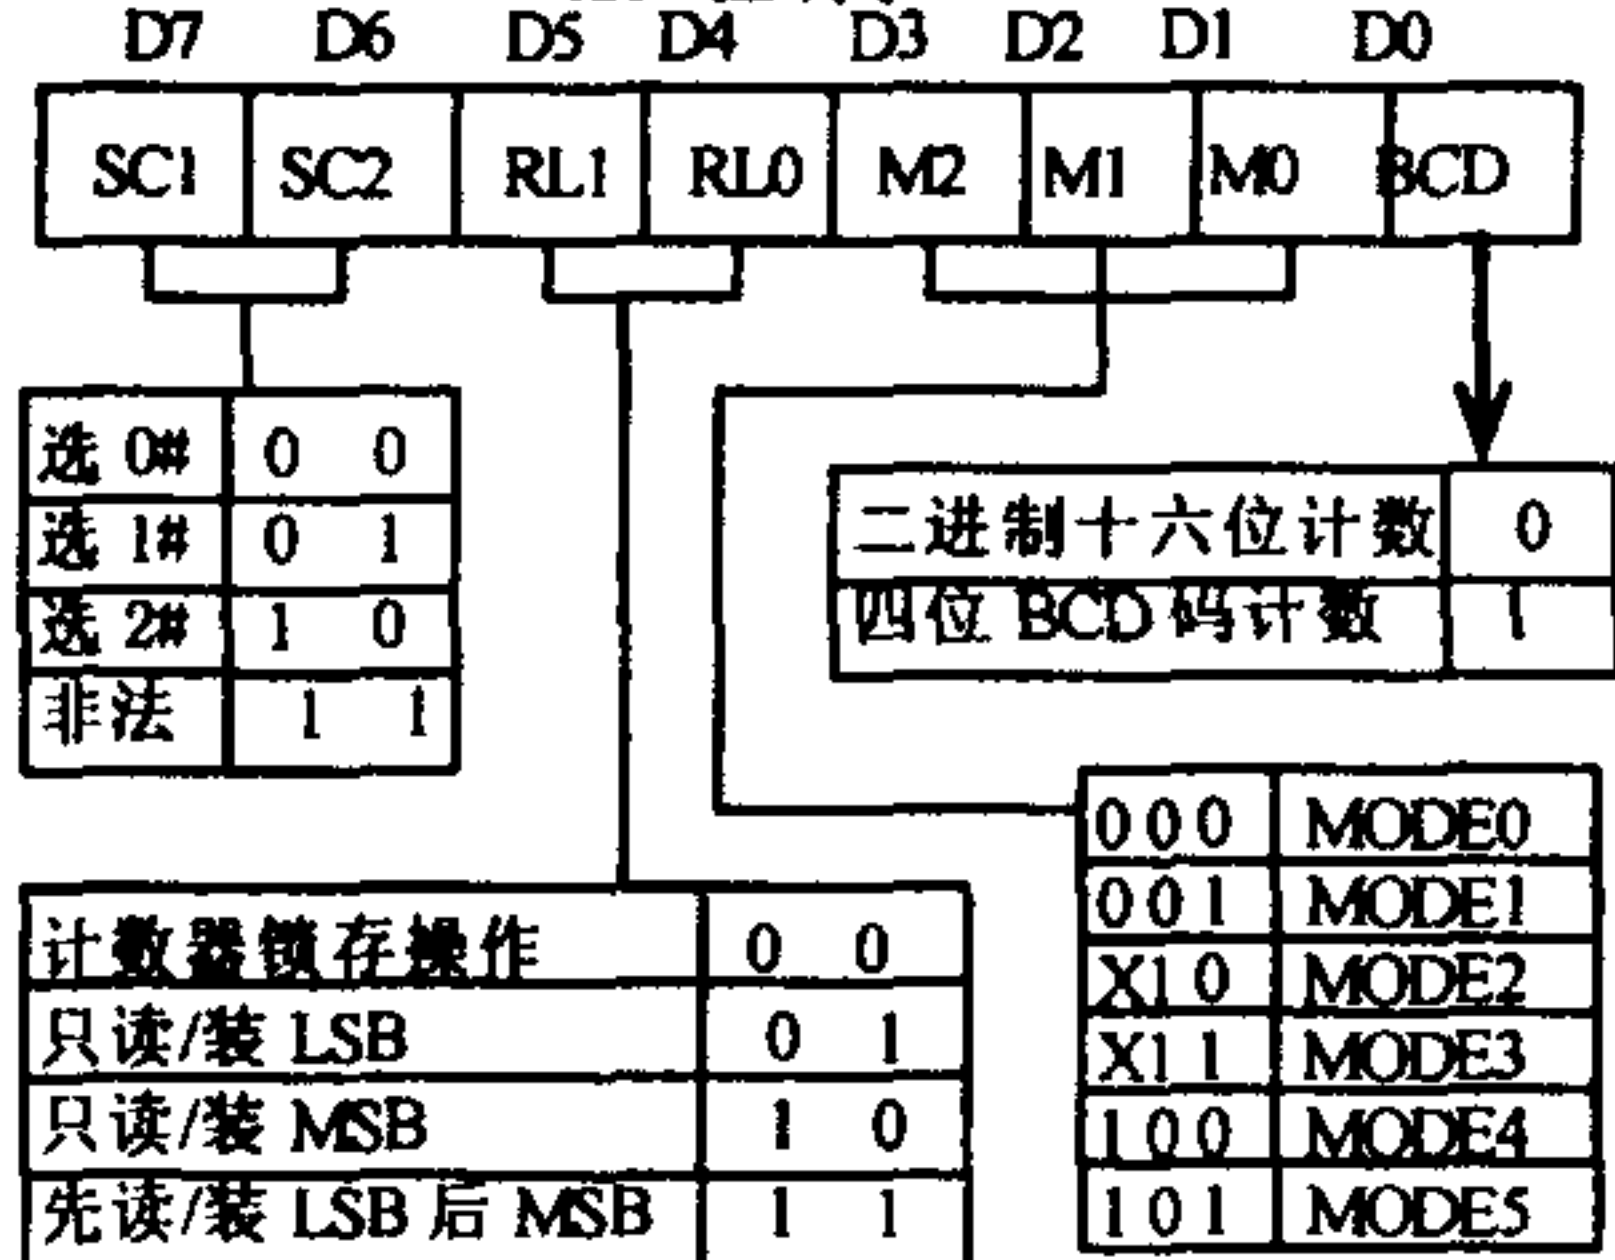 D7 D6 D5 D4 D3 D2 D1 D0
SC1 SC2 RL1 RL0 M2 M1 M0 BCD
选 0# 0 0
选 1# 0 1
选 2# 1 0
非法 1 1
二进制十六位计数 0
四位 BCD 码计数 1
000 MODE0
001 MODE1
X10 MODE2
X11 MODE3
100 MODE4
101 MODE5
计数器锁存操作 0 0
只读/装 LSB 0 1
只读/装 MSB 1 0
先读/装 LSB 后 MSB 1 1